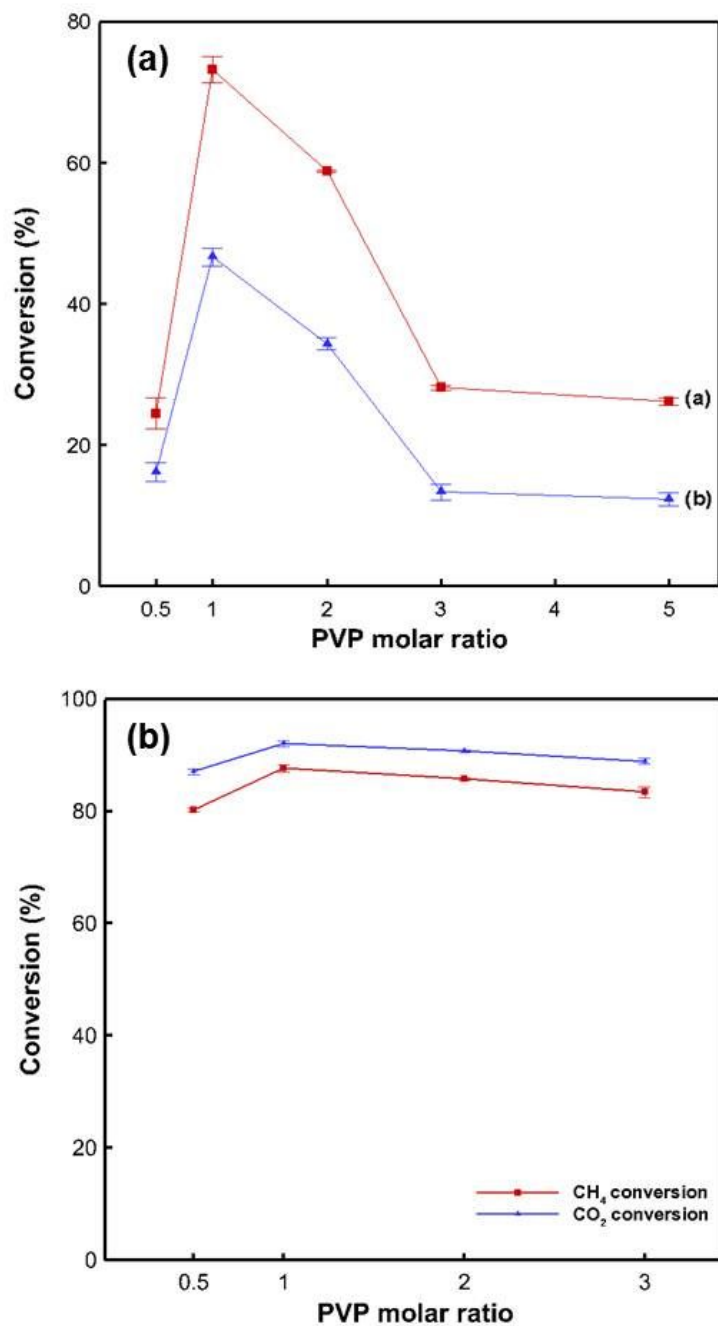 (a)
80
60
40
20
0
Conversion (%)
(a)
(b)
0.5 1 2 3 4 5
PVP molar ratio
(b)
100
80
60
40
20
0
Conversion (%)
CH₄ conversion
CO₂ conversion
0.5 1 2 3
PVP molar ratio